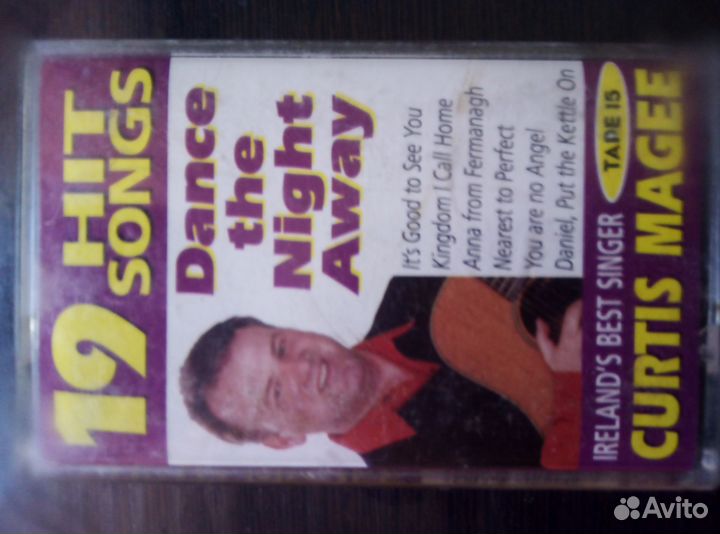 19 HIT
SONGS
Dance
the
Night
Away
It's Good to See You
Kingdom I Call Home
Anna from Fermanagh
Nearest to Perfect
You are no Angel
Daniel, Put the Kettle On
IRELAND'S BEST SINGER
TAPE 15
CURTIS MAGEE
Avito